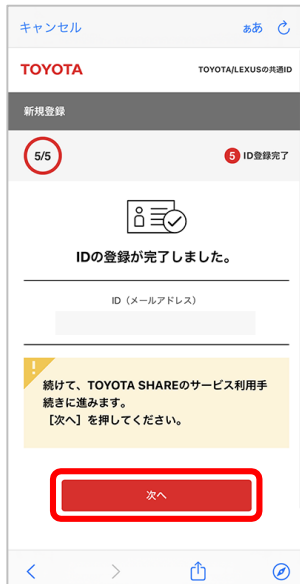 キャンセル ぁあ
TOYOTA TOYOTA/LEXUSの共通ID
新規登録
5/5 5 ID登録完了
IDの登録が完了しました。
ID（メールアドレス）
!
続けて、TOYOTA SHAREのサービス利用手
続きに進みます。
［次へ］を押してください。
次へ